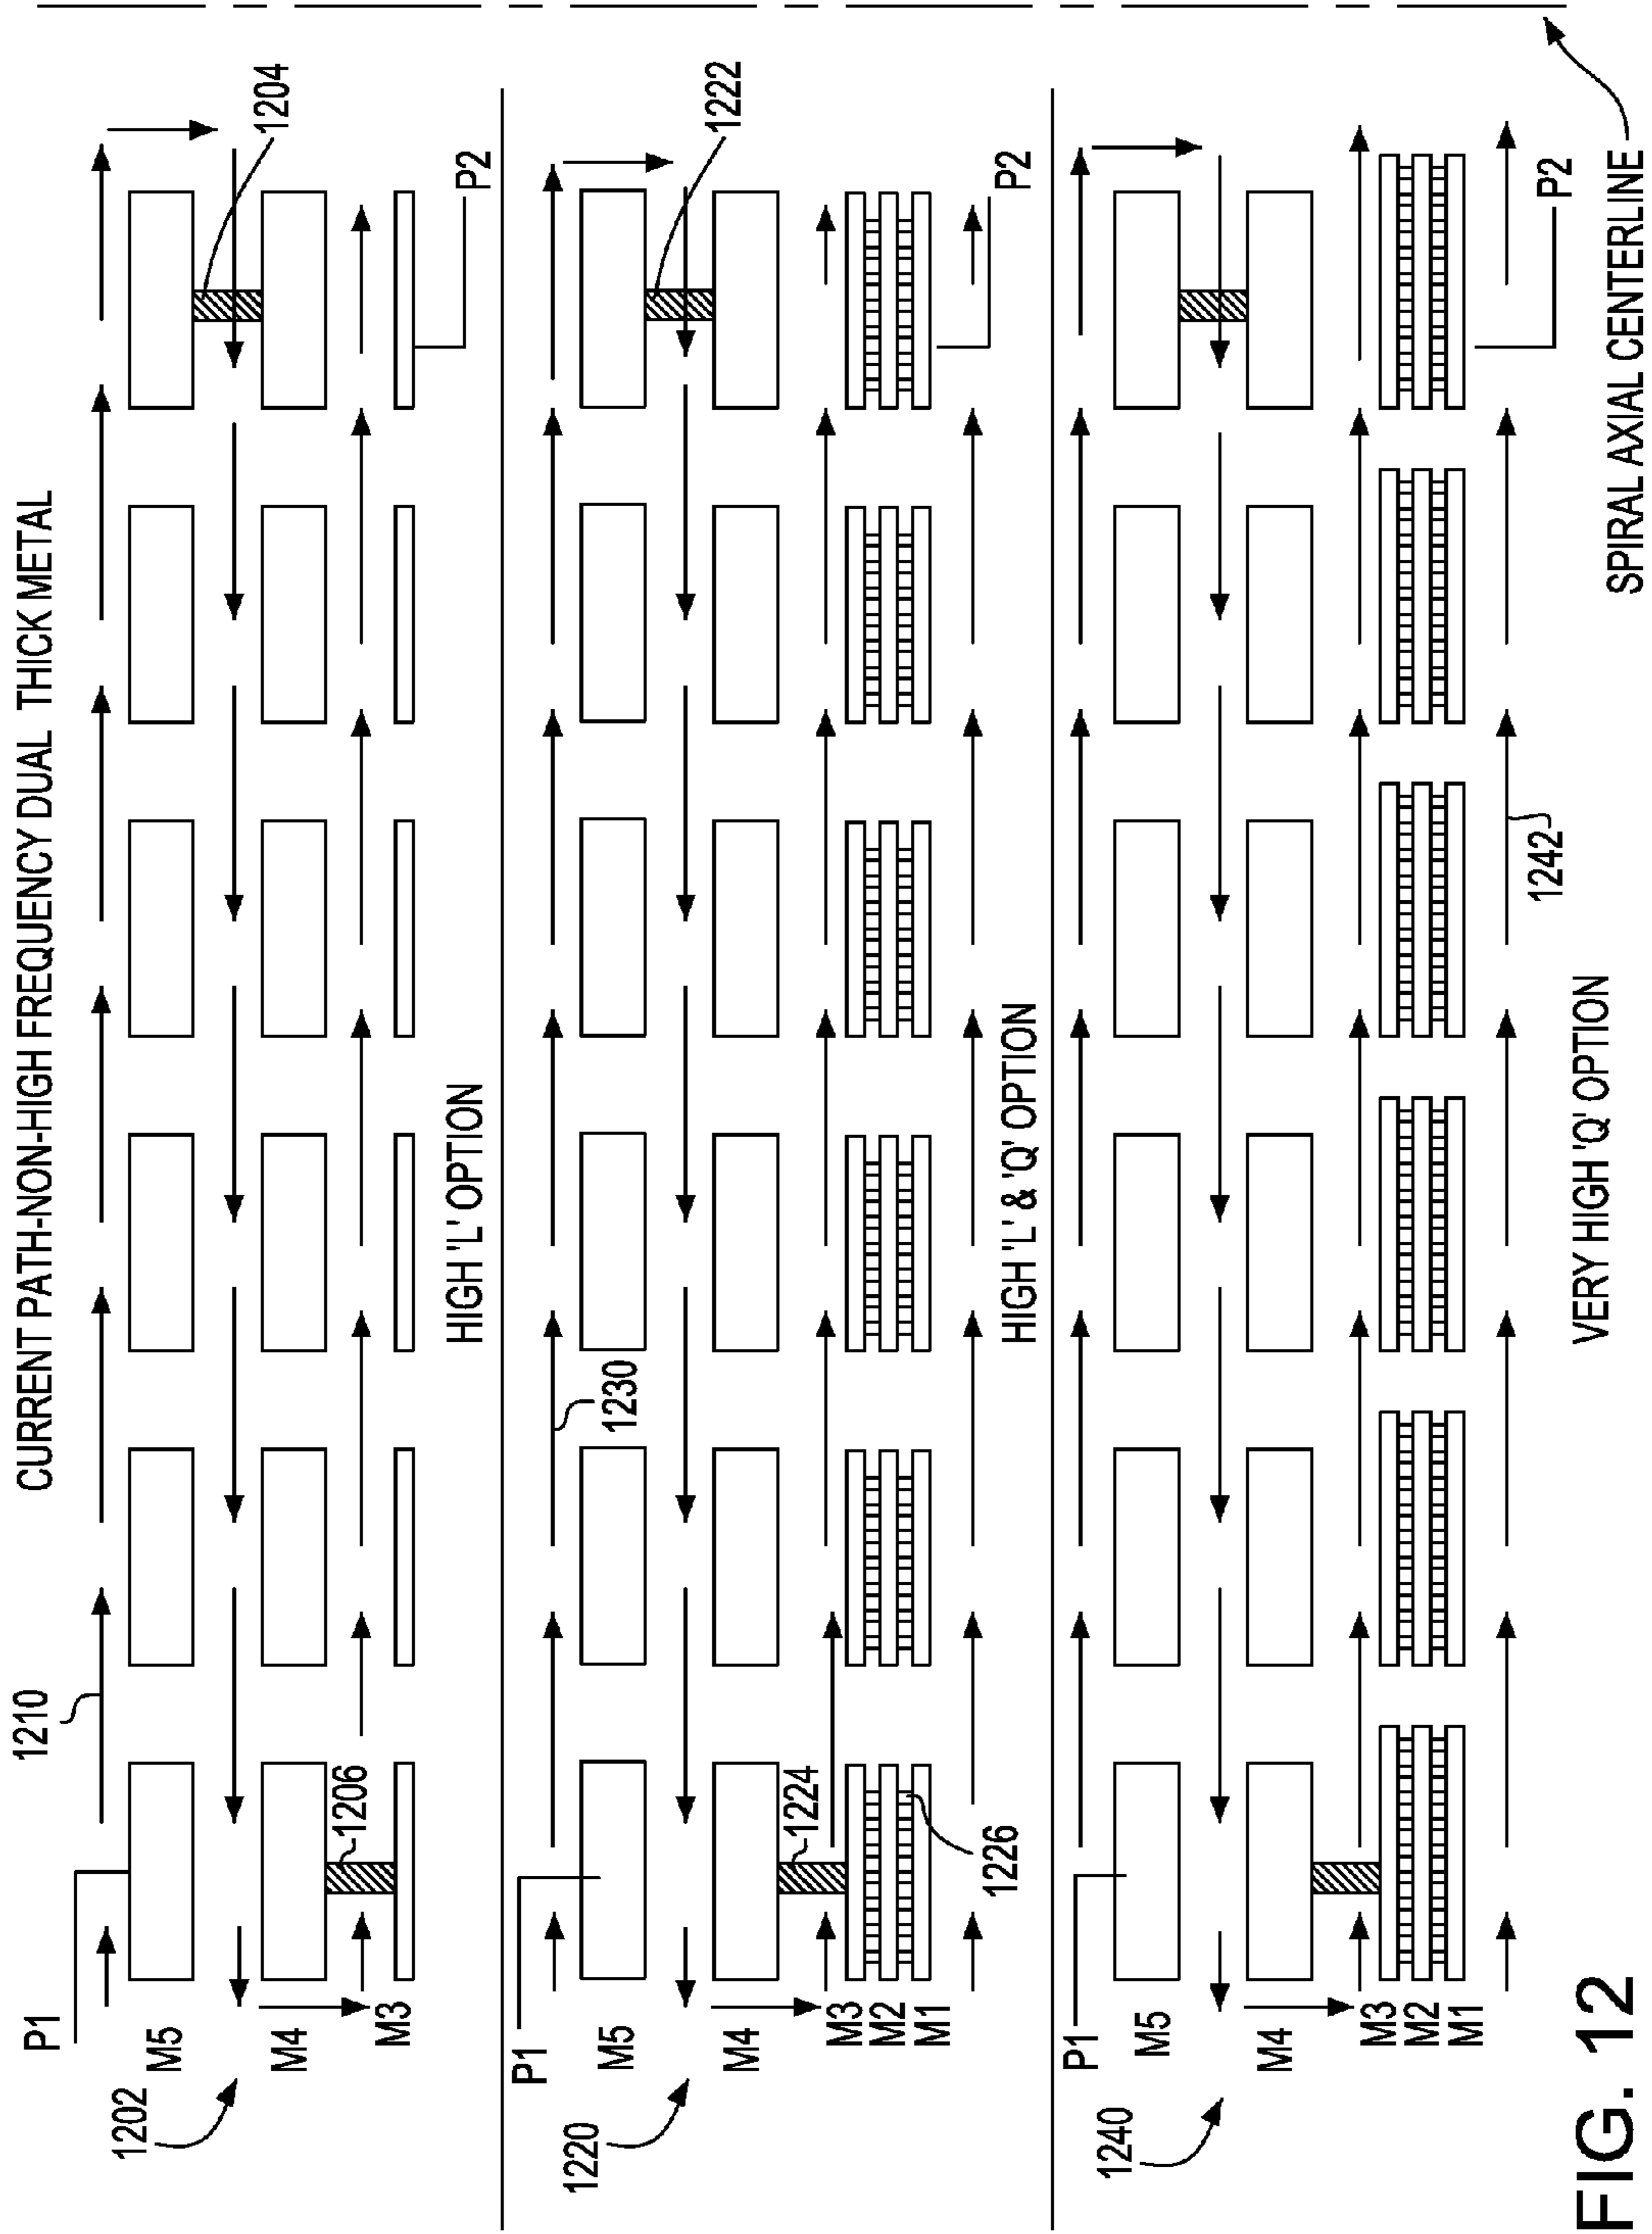 CURRENT PATH-NON-HIGH FREQUENCY DUAL THICK METAL
1202
P1
1210
1204
M5
M4
M3
1206
P2
HIGH 'L' OPTION
1220
P1
1230
1222
M5
M4
1224
M3
M2
M1
1226
P2
HIGH 'L' & 'Q' OPTION
1240
P1
M5
M4
M3
M2
M1
1242
P2
VERY HIGH 'Q' OPTION
SPIRAL AXIAL CENTERLINE
FIG. 12